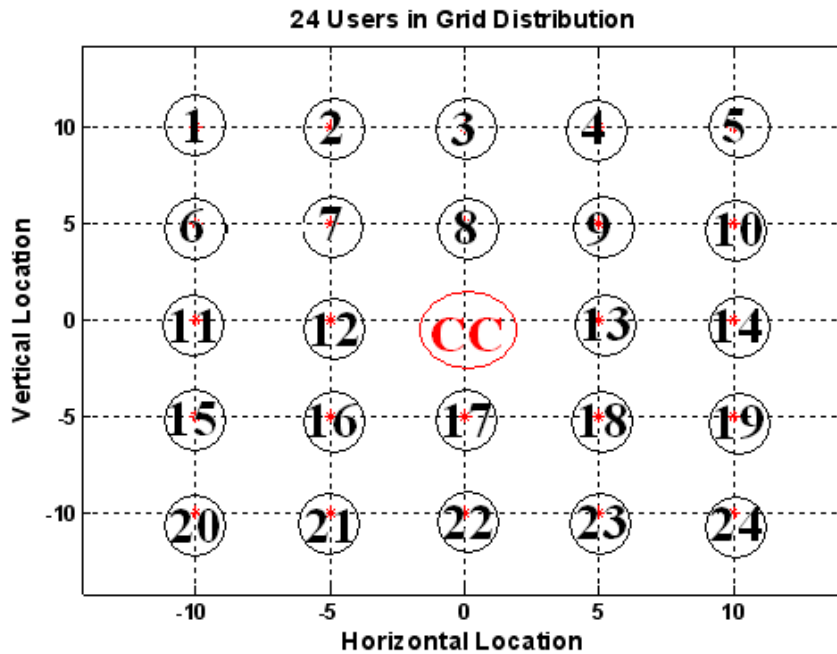 24 Users in Grid Distribution
10 1 2 3 4 5
5 6 7 8 9 10
0 11 12 CC 13 14
-5 15 16 17 18 19
-10 20 21 22 23 24
Vertical Location
-10 -5 0 5 10
Horizontal Location